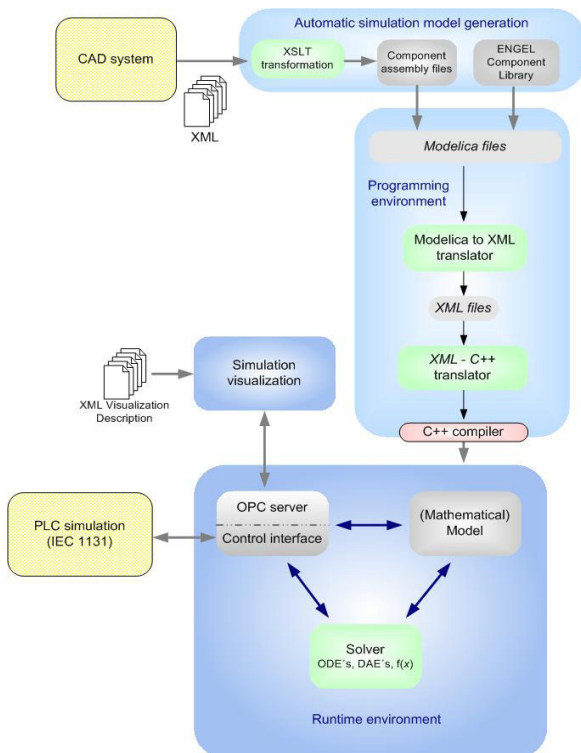 Automatic simulation model generation
CAD system
XSLT
transformation
Component
assembly files
ENGEL
Component
Library
XML
Modelica files
Programming
environment
Modelica to XML
translator
XML files
XML - C++
translator
C++ compiler
Simulation
visualization
XML Visualization
Description
OPC server
Control interface
(Mathematical)
Model
PLC simulation
(IEC 1131)
Solver
ODE´s, DAE´s, f(x)
Runtime environment